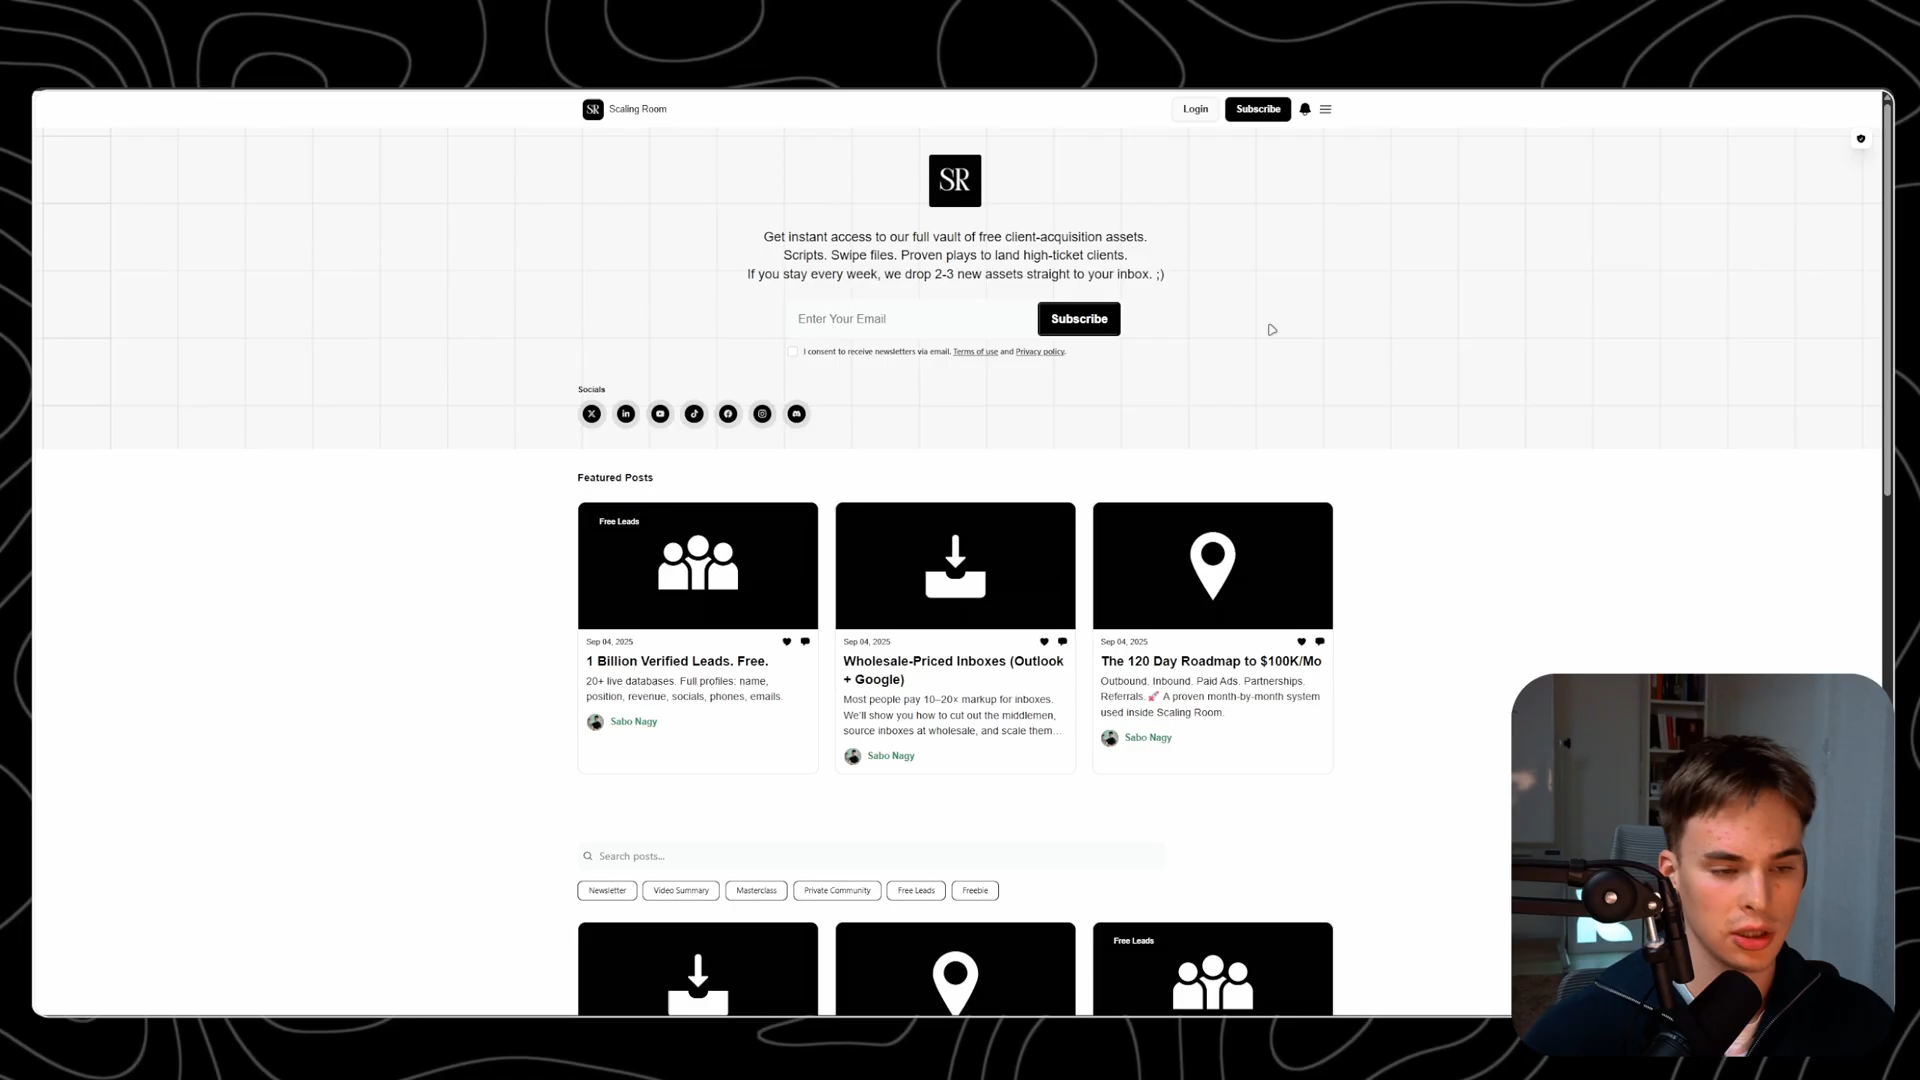 SR Scaling Room
Login
Subscribe
SR
Get instant access to our full vault of free client-acquisition assets.
Scripts. Swipe files. Proven plays to land high-ticket clients.
If you stay every week, we drop 2-3 new assets straight to your inbox. ;)
Enter Your Email
Subscribe
I consent to receive newsletters via email. Terms of use and Privacy policy.
Socials
Featured Posts
Free Leads
Sep 04, 2025
1 Billion Verified Leads. Free.
20+ live databases. Full profiles: name,
position, revenue, socials, phones, emails.
Sabo Nagy
Sep 04, 2025
Wholesale-Priced Inboxes (Outlook
+ Google)
Most people pay 10–20× markup for inboxes.
We'll show you how to cut out the middlemen,
source inboxes at wholesale, and scale them...
Sabo Nagy
Sep 04, 2025
The 120 Day Roadmap to $100K/Mo
Outbound. Inbound. Paid Ads. Partnerships.
Referrals.🚀 A proven month-by-month system
used inside Scaling Room.
Sabo Nagy
Search posts...
Newsletter
Video Summary
Masterclass
Private Community
Free Leads
Freebie
Free Leads